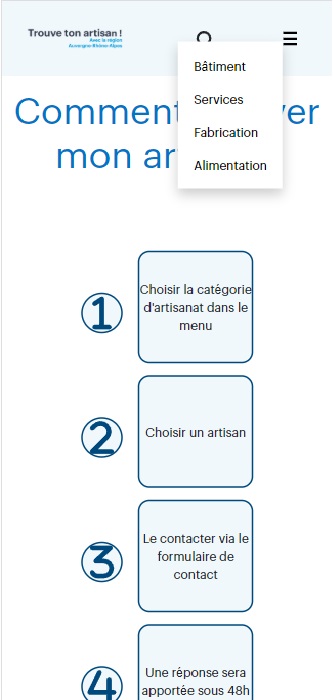 Trouve ton artisan !
Avec la région
Auvergne-Rhône-Alpes
Bâtiment
Services
Fabrication
Alimentation
Comment ver
mon ar
1
Choisir la catégorie
d'artisanat dans le
menu
2
Choisir un artisan
3
Le contacter via le
formulaire de
contact
4
Une réponse sera
apportée sous 48h